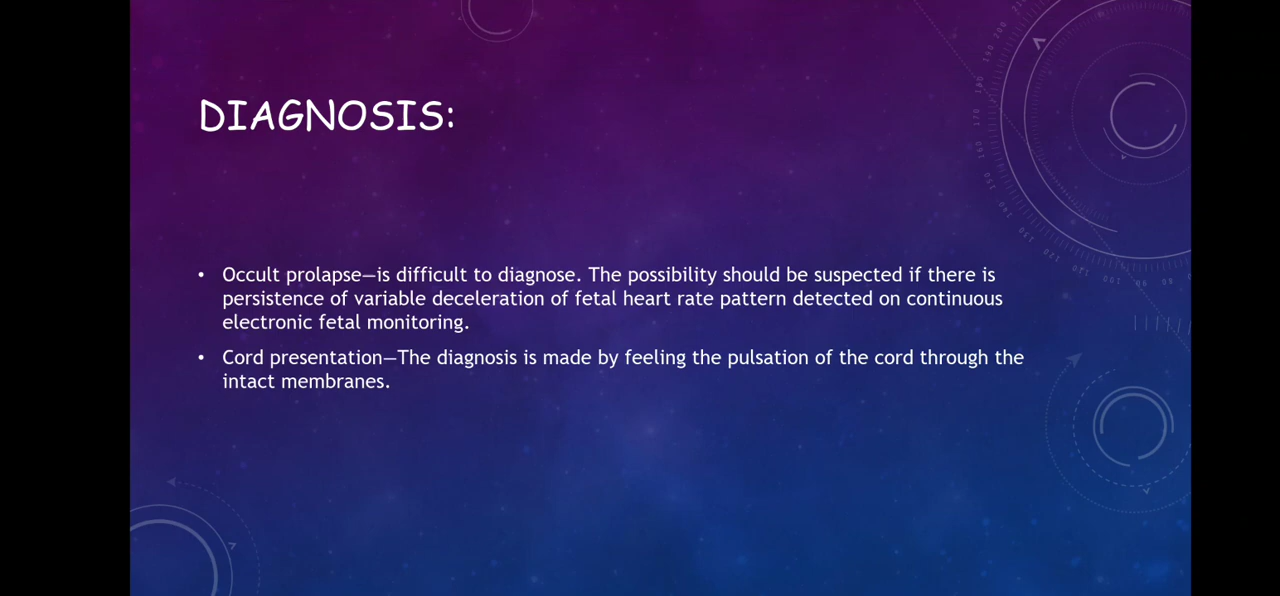 DIAGNOSIS:
• Occult prolapse—is difficult to diagnose. The possibility should be suspected if there is
persistence of variable deceleration of fetal heart rate pattern detected on continuous
electronic fetal monitoring.
• Cord presentation—The diagnosis is made by feeling the pulsation of the cord through the
intact membranes.